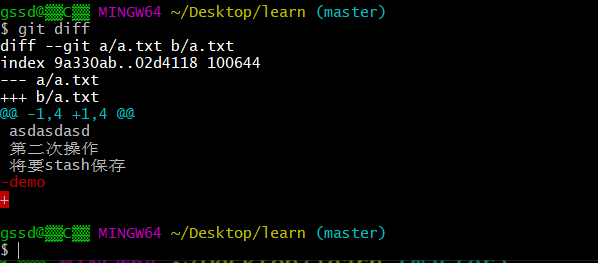 gssd@▒▒C▒▒ MINGW64 ~/Desktop/learn (master)
$ git diff
diff --git a/a.txt b/a.txt
index 9a330ab..02d4118 100644
--- a/a.txt
+++ b/a.txt
@@ -1,4 +1,4 @@
 asdasdasd
 第二次操作
 将要stash保存
-demo
+
gssd@▒▒C▒▒ MINGW64 ~/Desktop/learn (master)
$